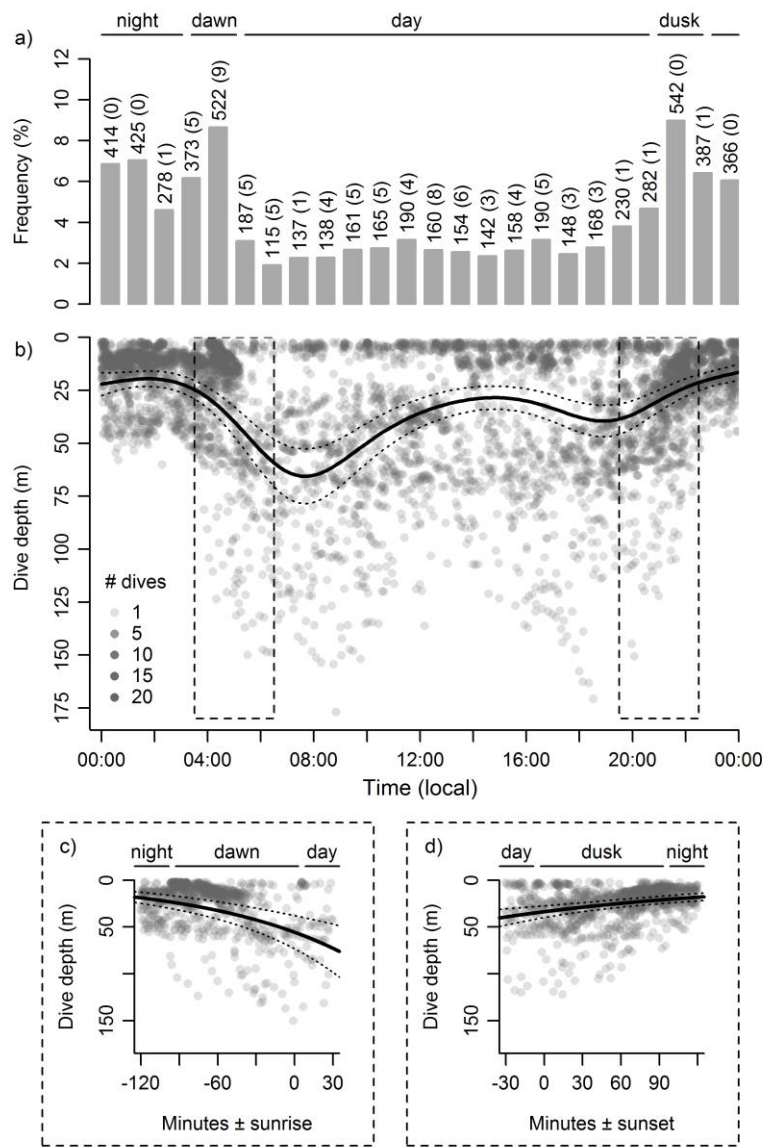 night dawn day dusk
a)
Frequency (%)
12
10
8
6
4
2
0
414 (0)
425 (0)
278 (1)
373 (5)
522 (9)
187 (5)
115 (5)
137 (1)
138 (4)
161 (5)
165 (5)
190 (4)
160 (8)
154 (6)
142 (3)
158 (4)
190 (5)
148 (3)
168 (3)
230 (1)
282 (1)
542 (0)
387 (1)
366 (0)
b)
Dive depth (m)
0
25
50
75
100
125
150
175
# dives
1
5
10
15
20
00:00 04:00 08:00 12:00 16:00 20:00 00:00
Time (local)
c)
night dawn day
Dive depth (m)
0
50
150
-120 -60 0 30
Minutes ± sunrise
d)
day dusk night
Dive depth (m)
0
50
150
-30 0 30 60 90
Minutes ± sunset